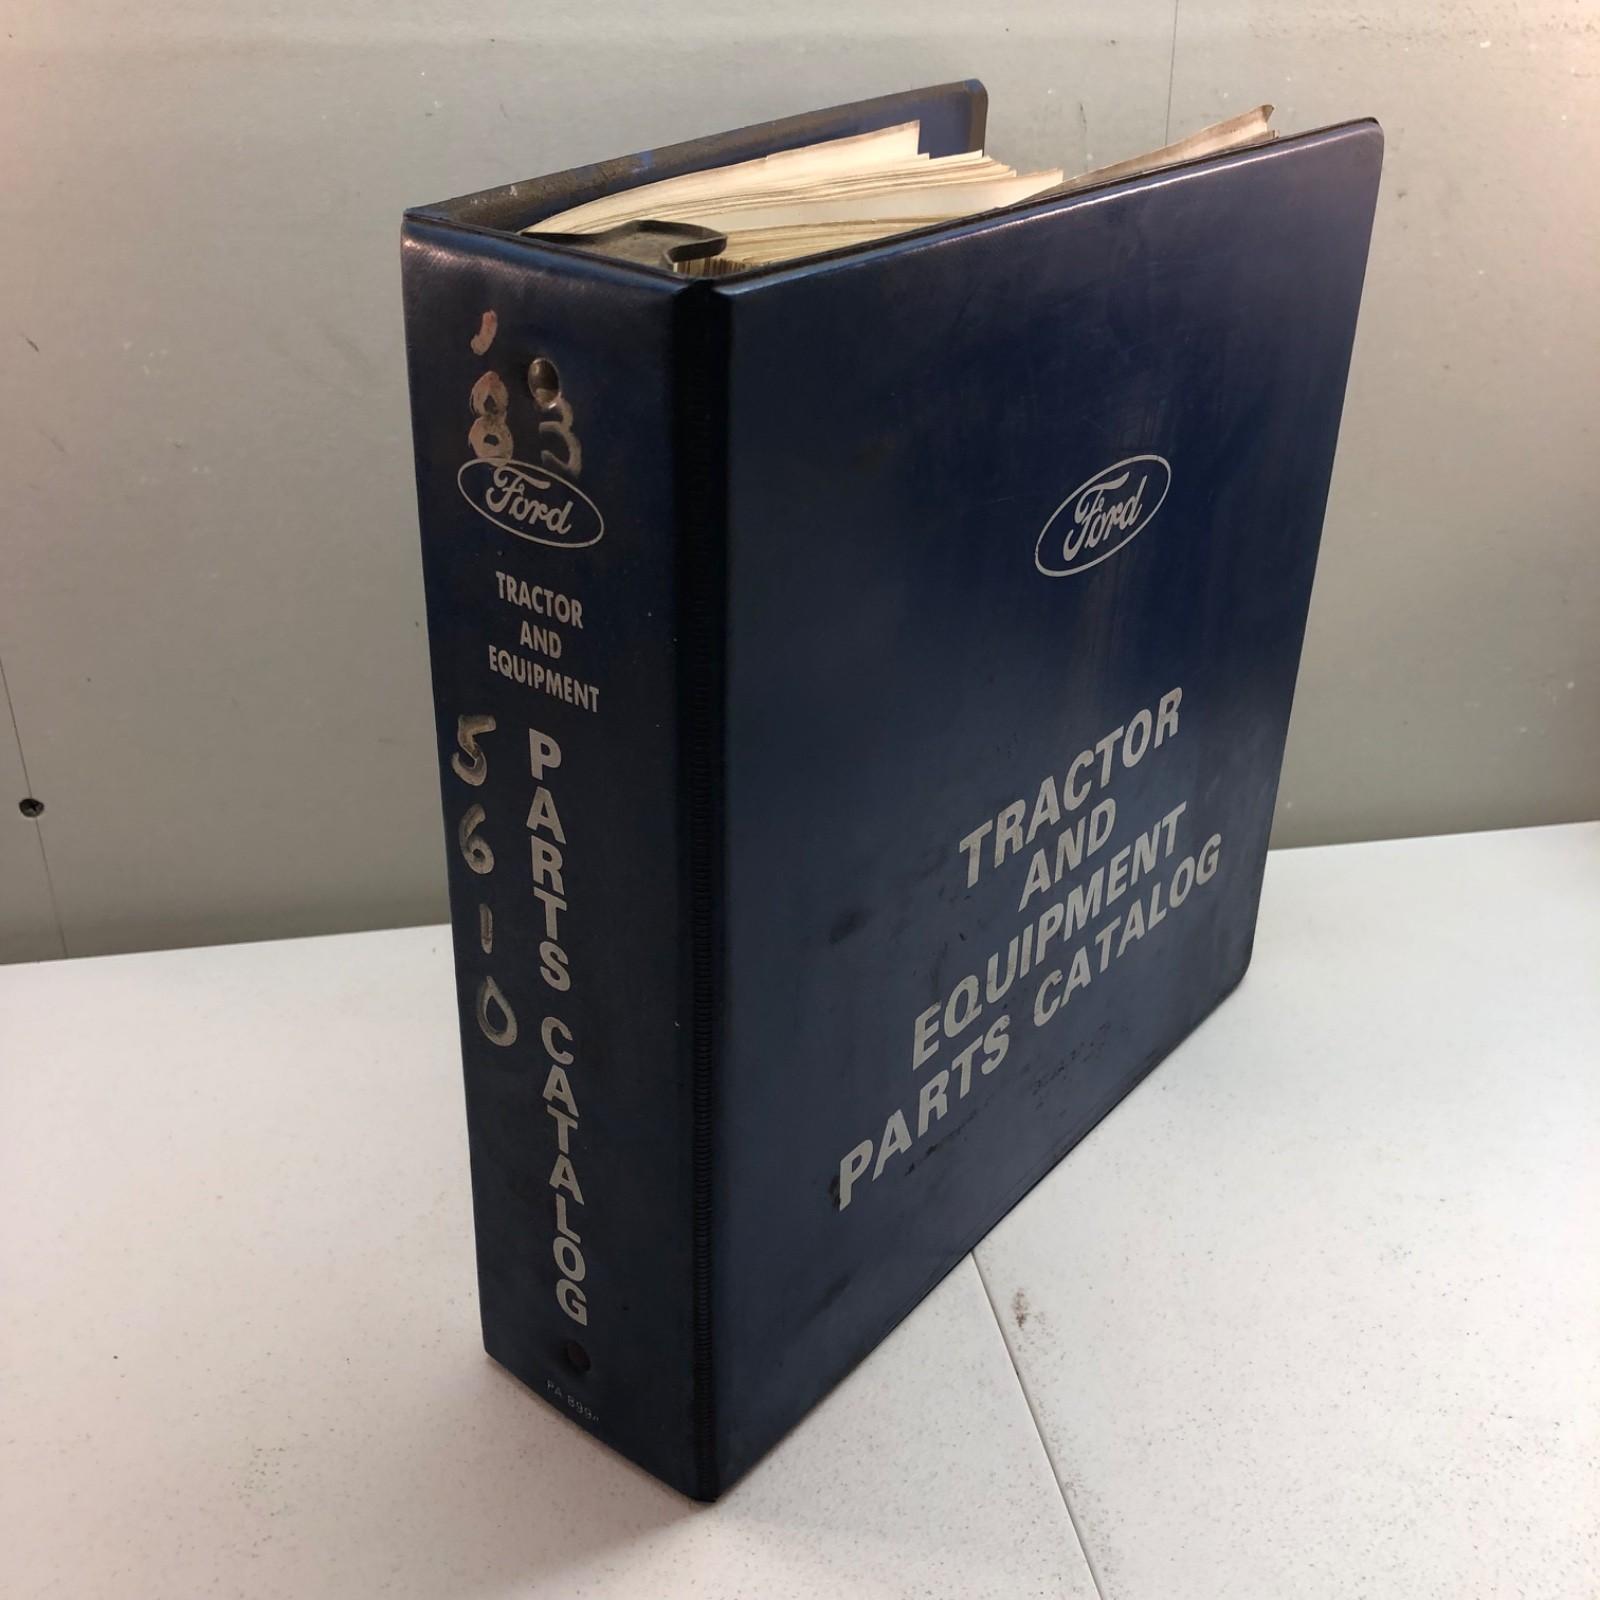 '83
Ford
TRACTOR
AND
EQUIPMENT
PARTS CATALOG
5610
Ford
TRACTOR
AND
EQUIPMENT
PARTS CATALOG